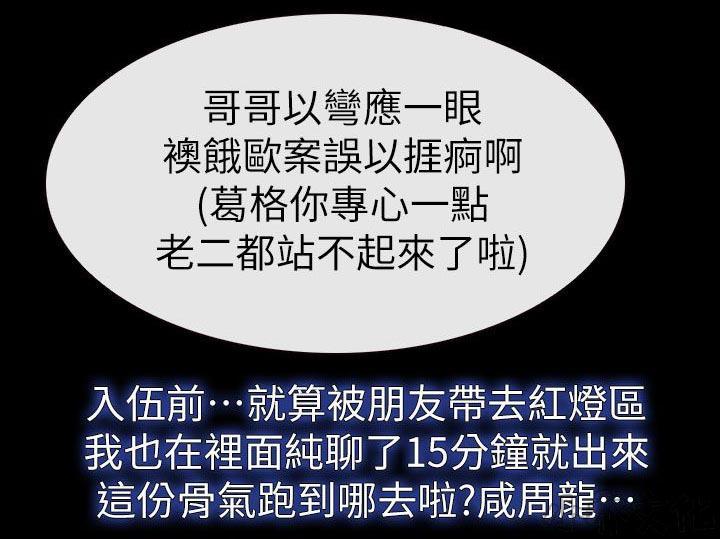 哥哥以彎應一眼
襖餓歐案誤以捱痾啊
(葛格你專心一點
老二都站不起來了啦)
入伍前…就算被朋友帶去紅燈區
我也在裡面純聊了15分鐘就出來
這份骨氣跑到哪去啦?咸周龍…